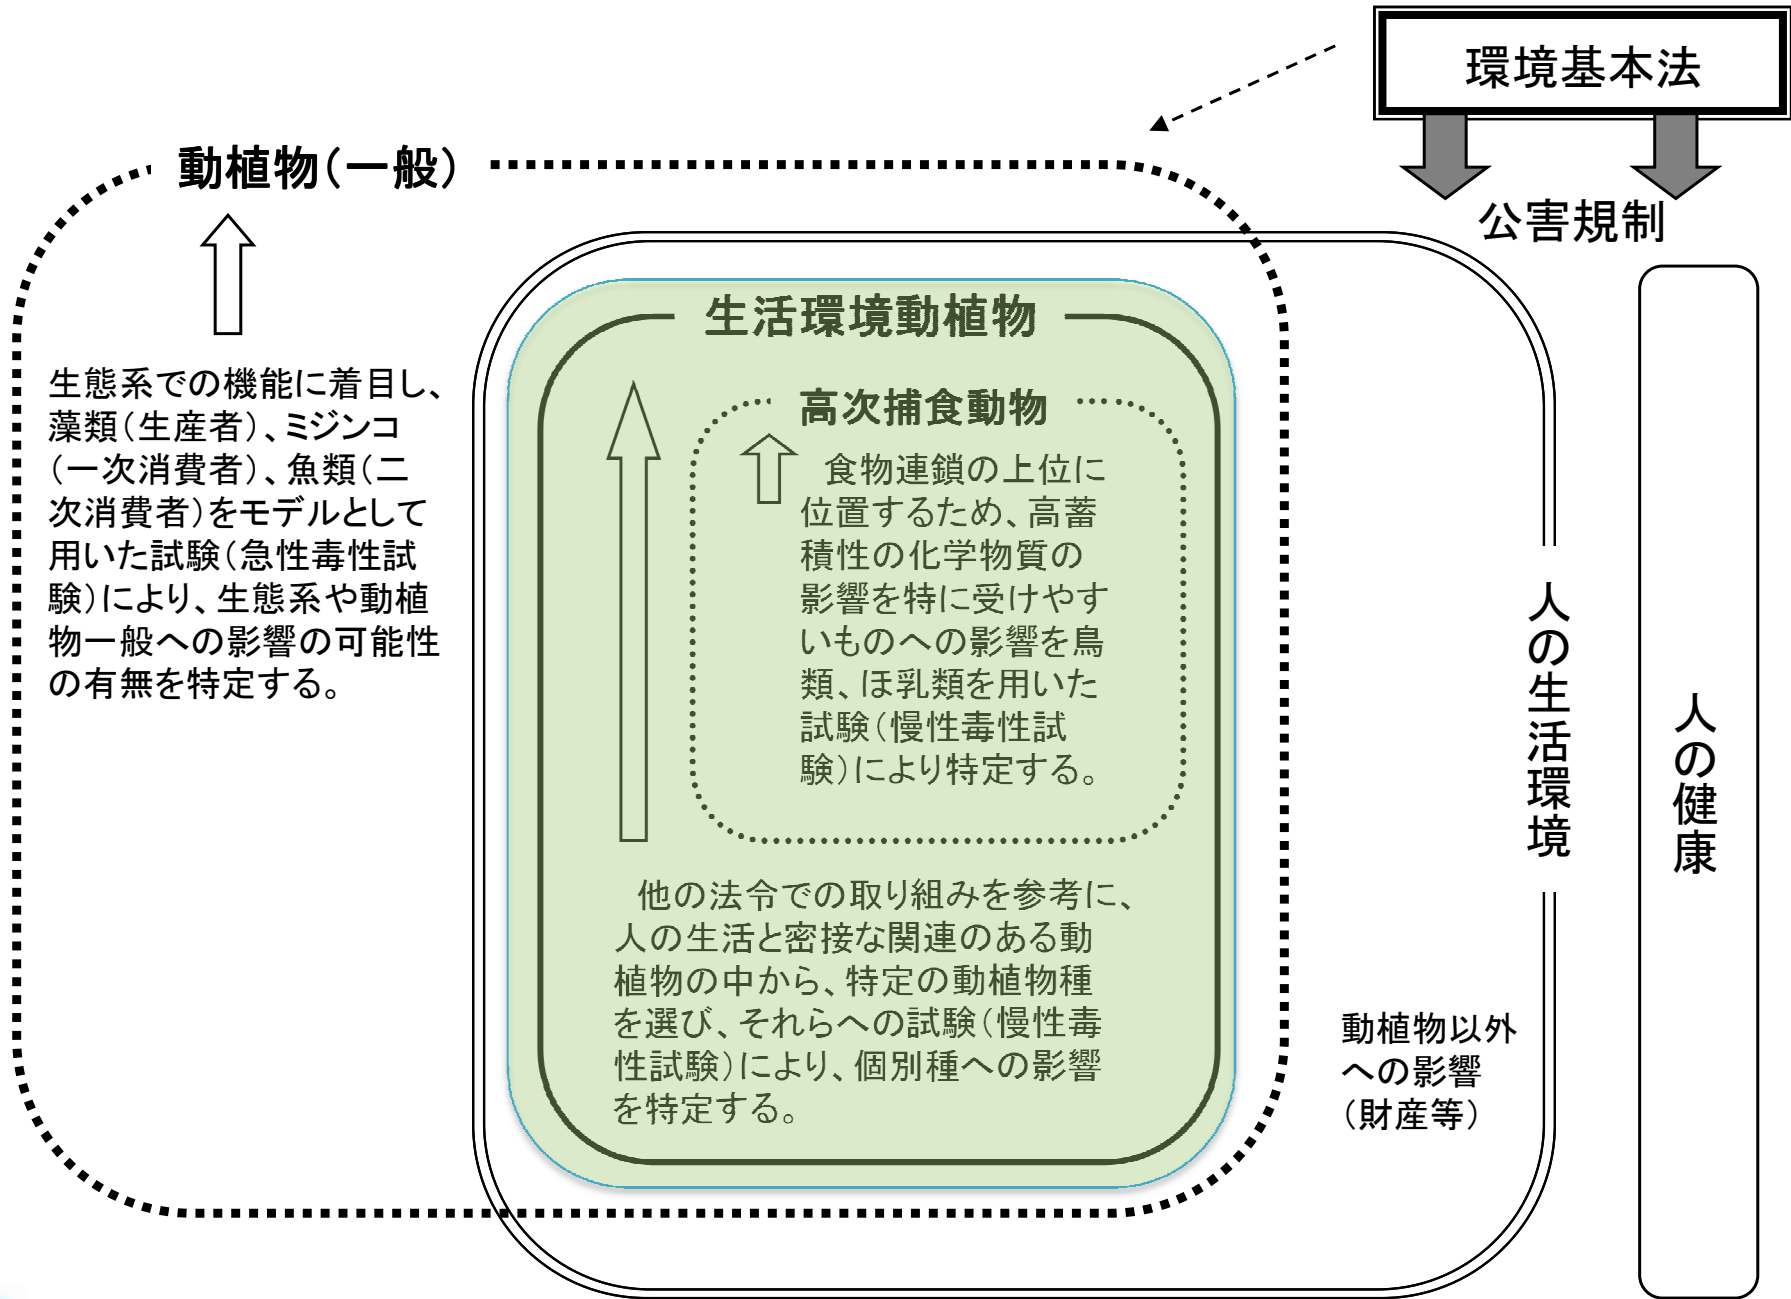 環境基本法
公害規制
動植物（一般）
生態系での機能に着目し、
藻類（生産者）、ミジンコ
（一次消費者）、魚類（二
次消費者）をモデルとして
用いた試験（急性毒性試
験）により、生態系や動植
物一般への影響の可能性
の有無を特定する。
生活環境動植物
高次捕食動物
食物連鎖の上位に
位置するため、高蓄
積性の化学物質の
影響を特に受けやす
いものへの影響を鳥
類、ほ乳類を用いた
試験（慢性毒性試
験）により特定する。
他の法令での取り組みを参考に、
人の生活と密接な関連のある動
植物の中から、特定の動植物種
を選び、それらへの試験（慢性毒
性試験）により、個別種への影響
を特定する。
動植物以外
への影響
（財産等）
人の生活環境
人の健康